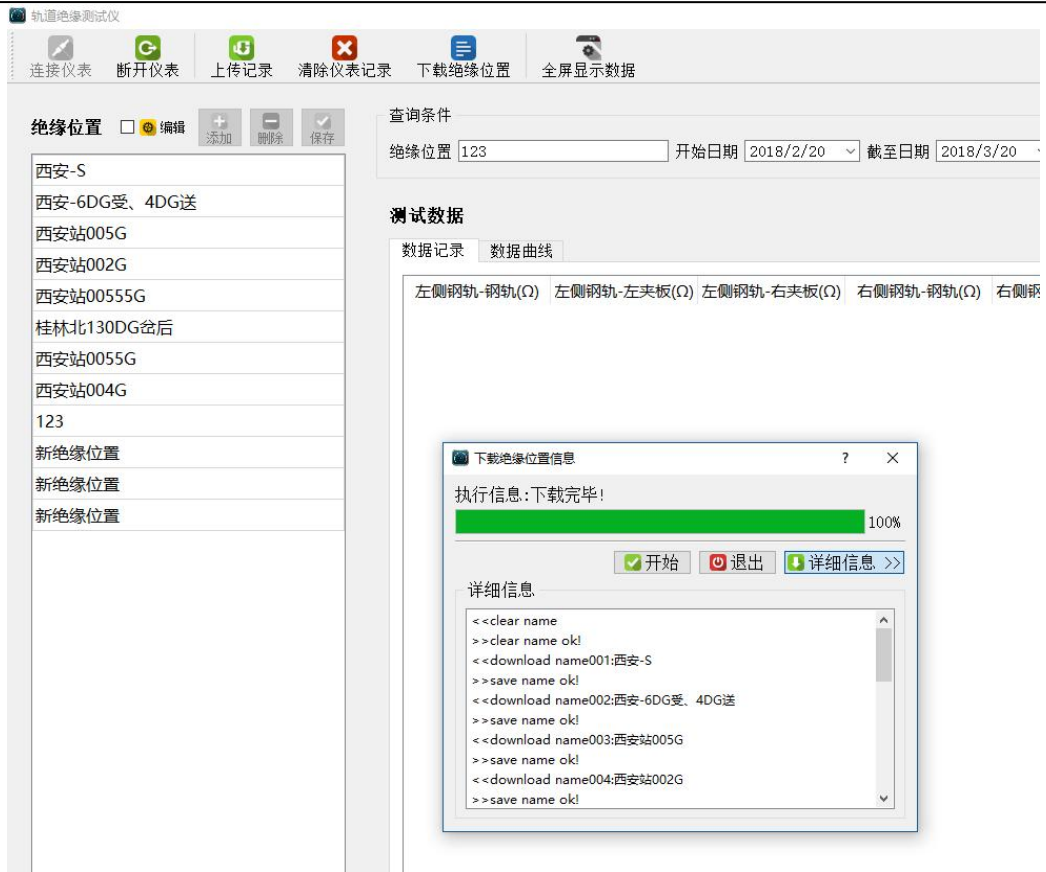 轨道绝缘测试仪
连接仪表 断开仪表 上传记录 清除仪表记录 下载绝缘位置 全屏显示数据
绝缘位置 编辑 添加 删除 保存
西安-S
西安-6DG受、4DG送
西安站005G
西安站002G
西安站00555G
桂林北130DG岔后
西安站0055G
西安站004G
123
新绝缘位置
新绝缘位置
新绝缘位置
查询条件
绝缘位置 123 开始日期 2018/2/20 截至日期 2018/3/20
测试数据
数据记录 数据曲线
左侧钢轨-钢轨(Ω) 左侧钢轨-左夹板(Ω) 左侧钢轨-右夹板(Ω) 右侧钢轨-钢轨(Ω) 右侧钢
下载绝缘位置信息 ?
执行信息:下载完毕!
100%
开始 退出 详细信息 >>
详细信息
<<clear name
>>clear name ok!
<<download name001:西安-S
>>save name ok!
<<download name002:西安-6DG受、4DG送
>>save name ok!
<<download name003:西安站005G
>>save name ok!
<<download name004:西安站002G
>>save name ok!